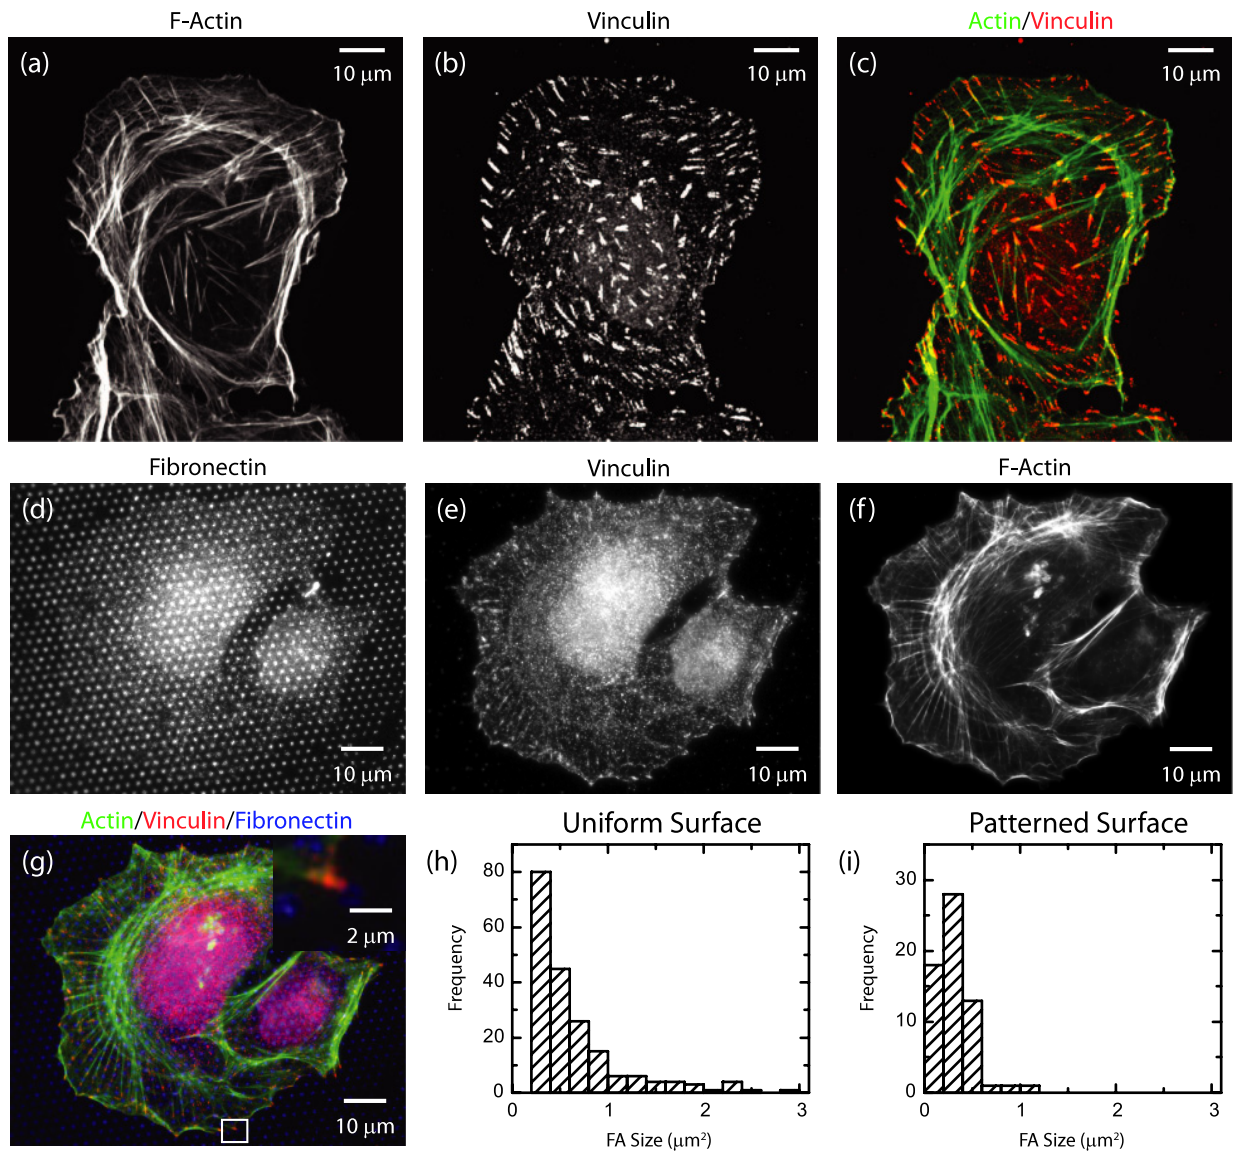 F-Actin
Vinculin
Actin/Vinculin
(a)
10 μm
(b)
10 μm
(c)
10 μm
Fibronectin
Vinculin
F-Actin
(d)
10 μm
(e)
10 μm
(f)
10 μm
Actin/Vinculin/Fibronectin
(g)
2 μm
10 μm
Uniform Surface
(h)
80
60
40
20
0
Frequency
0 1 2 3
FA Size (μm²)
Patterned Surface
(i)
30
20
10
0
Frequency
0 1 2 3
FA Size (μm²)